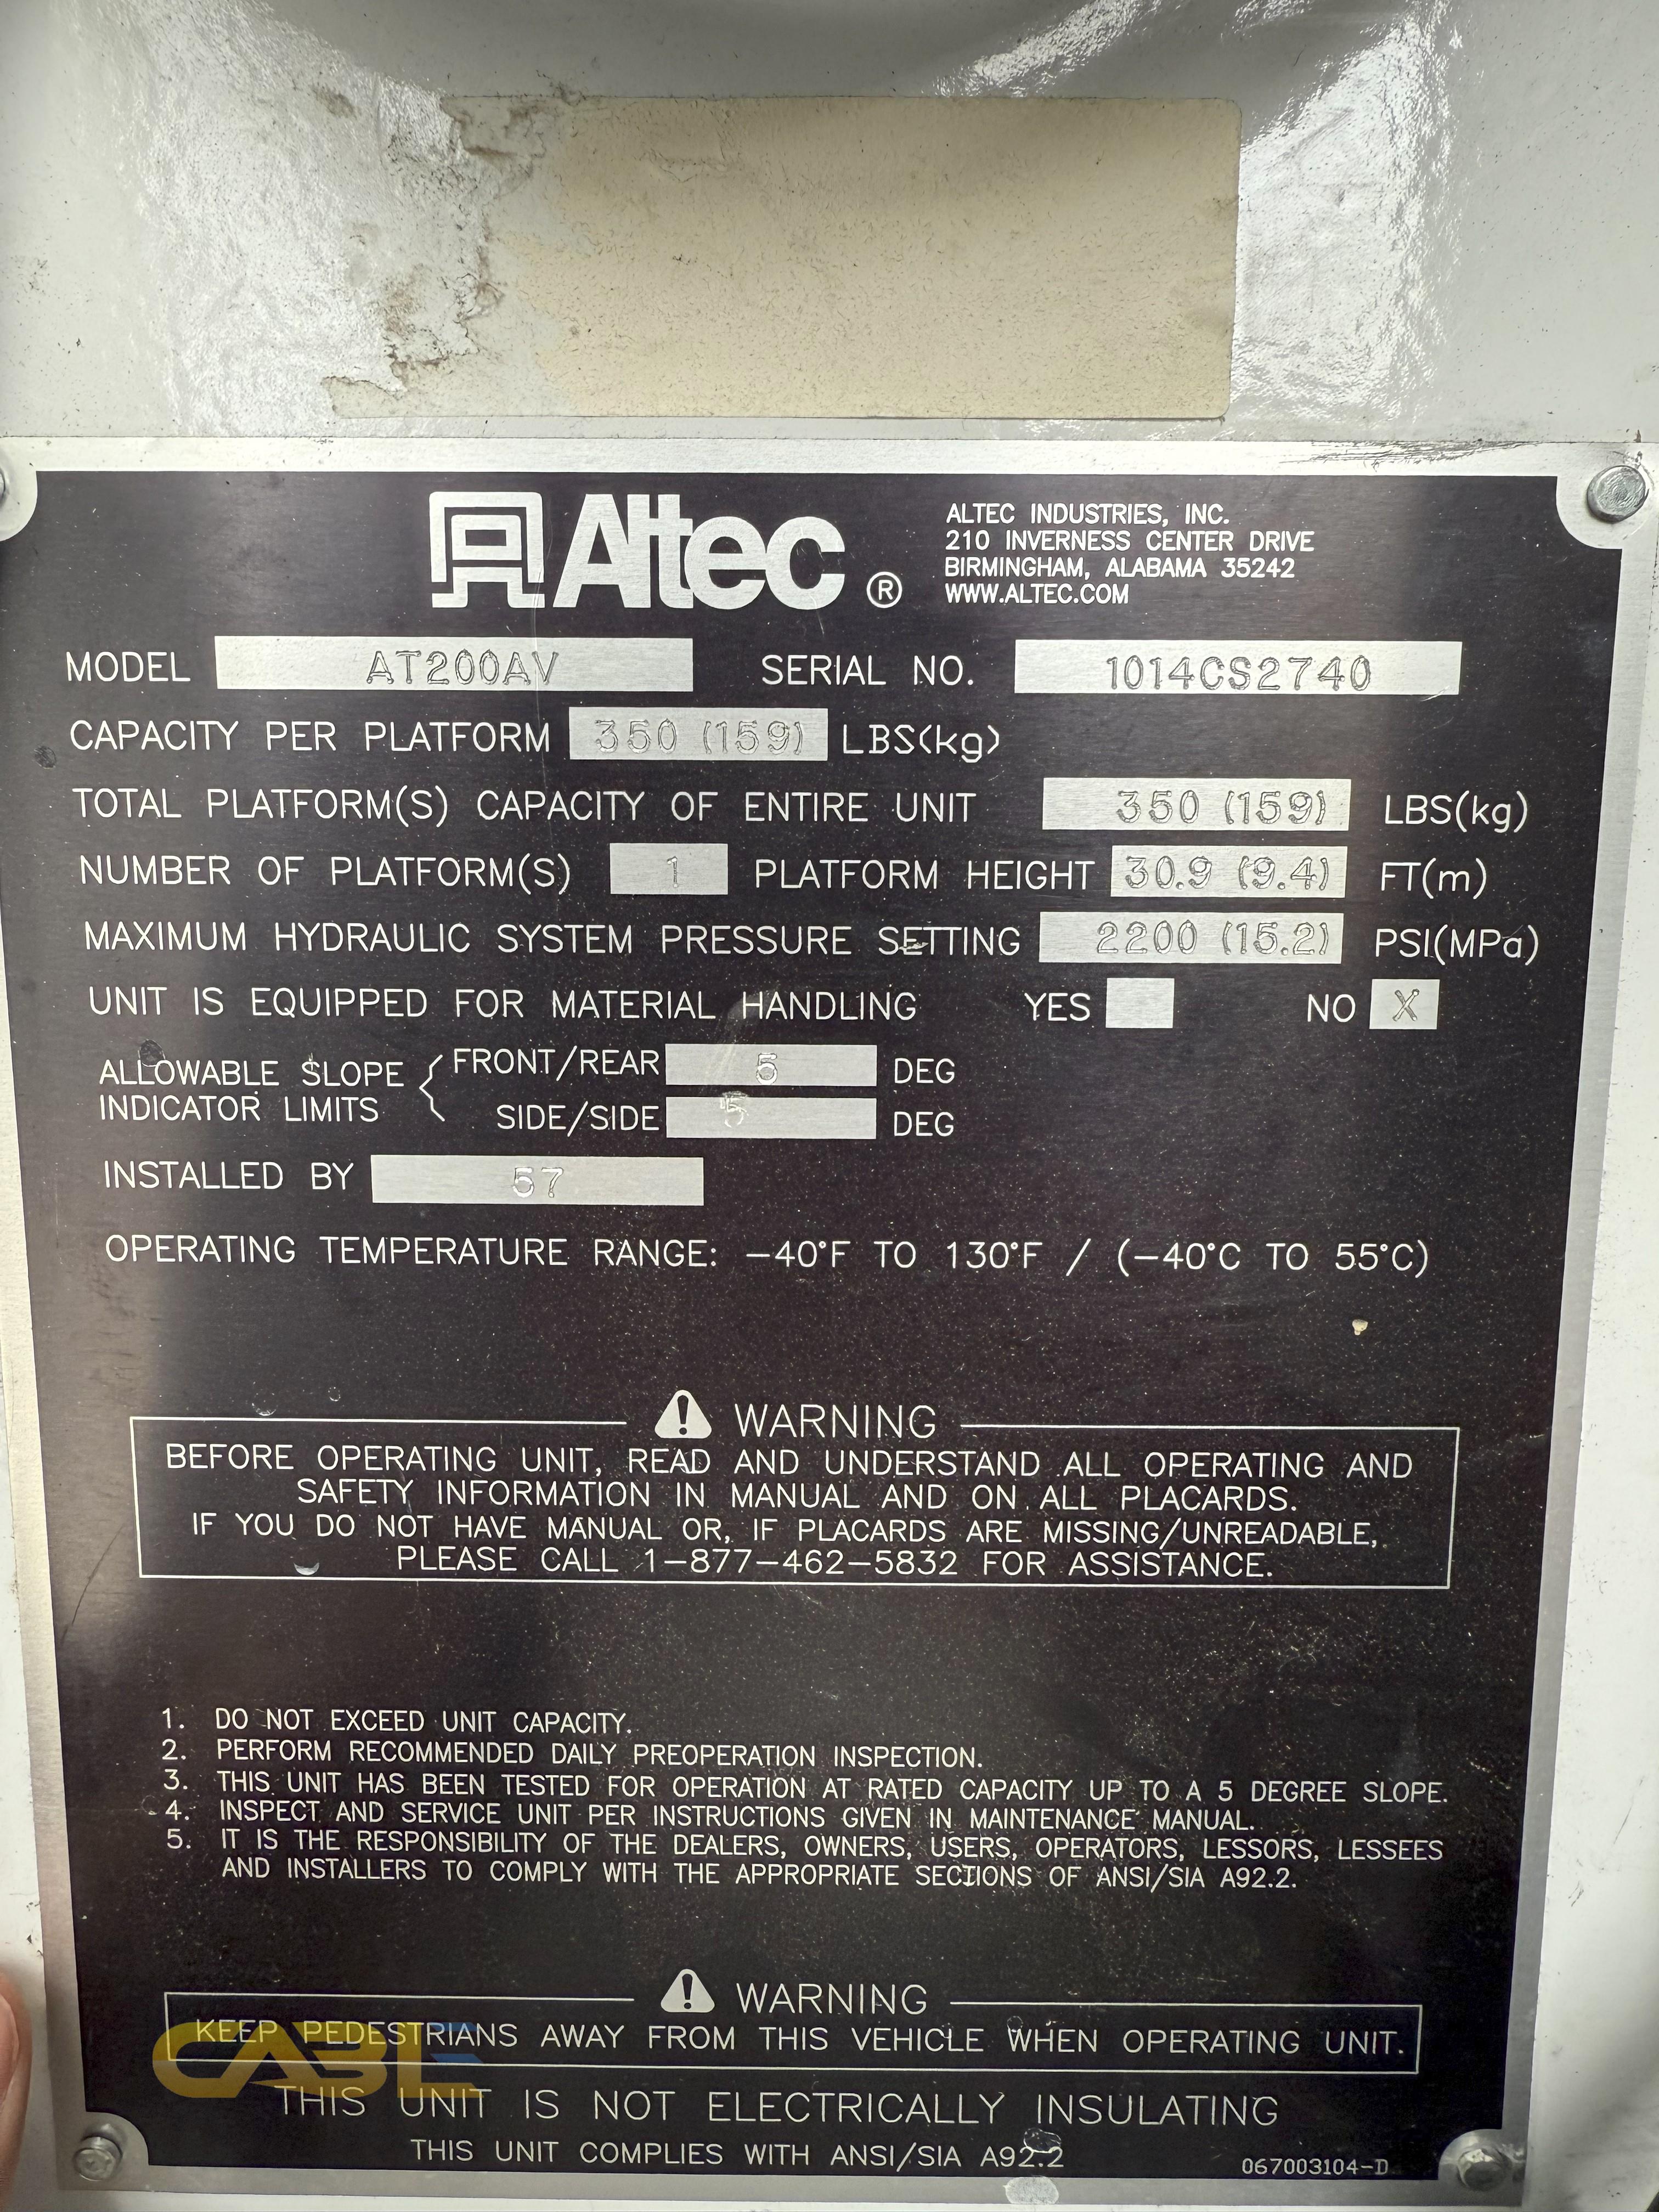 Altec®
ALTEC INDUSTRIES, INC.
210 INVERNESS CENTER DRIVE
BIRMINGHAM, ALABAMA 35242
WWW.ALTEC.COM
MODEL AT200AV SERIAL NO. 1014CS2740
CAPACITY PER PLATFORM 350 (159) LBS(kg)
TOTAL PLATFORM(S) CAPACITY OF ENTIRE UNIT 350 (159) LBS(kg)
NUMBER OF PLATFORM(S) 1 PLATFORM HEIGHT 30.9 (9.4) FT(m)
MAXIMUM HYDRAULIC SYSTEM PRESSURE SETTING 2200 (15.2) PSI(MPa)
UNIT IS EQUIPPED FOR MATERIAL HANDLING YES NO X
ALLOWABLE SLOPE INDICATOR LIMITS
FRONT/REAR 5 DEG
SIDE/SIDE 5 DEG
INSTALLED BY 57
OPERATING TEMPERATURE RANGE: -40°F TO 130°F / (-40°C TO 55°C)
WARNING
BEFORE OPERATING UNIT, READ AND UNDERSTAND ALL OPERATING AND
SAFETY INFORMATION IN MANUAL AND ON ALL PLACARDS.
IF YOU DO NOT HAVE MANUAL OR, IF PLACARDS ARE MISSING/UNREADABLE,
PLEASE CALL 1-877-462-5832 FOR ASSISTANCE.
1. DO NOT EXCEED UNIT CAPACITY.
2. PERFORM RECOMMENDED DAILY PREOPERATION INSPECTION.
3. THIS UNIT HAS BEEN TESTED FOR OPERATION AT RATED CAPACITY UP TO A 5 DEGREE SLOPE.
4. INSPECT AND SERVICE UNIT PER INSTRUCTIONS GIVEN IN MAINTENANCE MANUAL.
5. IT IS THE RESPONSIBILITY OF THE DEALERS, OWNERS, USERS, OPERATORS, LESSORS, LESSEES
AND INSTALLERS TO COMPLY WITH THE APPROPRIATE SECTIONS OF ANSI/SIA A92.2.
WARNING
KEEP PEDESTRIANS AWAY FROM THIS VEHICLE WHEN OPERATING UNIT.
CABLE
THIS UNIT IS NOT ELECTRICALLY INSULATING
THIS UNIT COMPLIES WITH ANSI/SIA A92.2
067003104-D